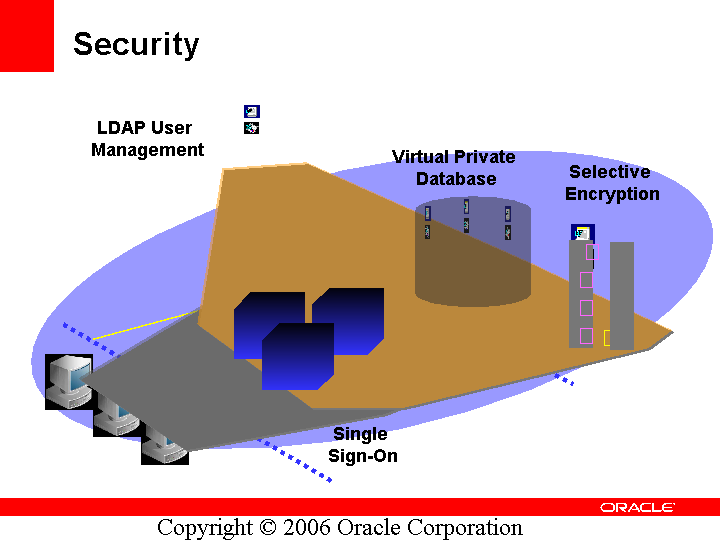 Security
LDAP User
Management
Virtual Private
Database
Selective
Encryption
Single
Sign-On
ORACLE
Copyright © 2006 Oracle Corporation